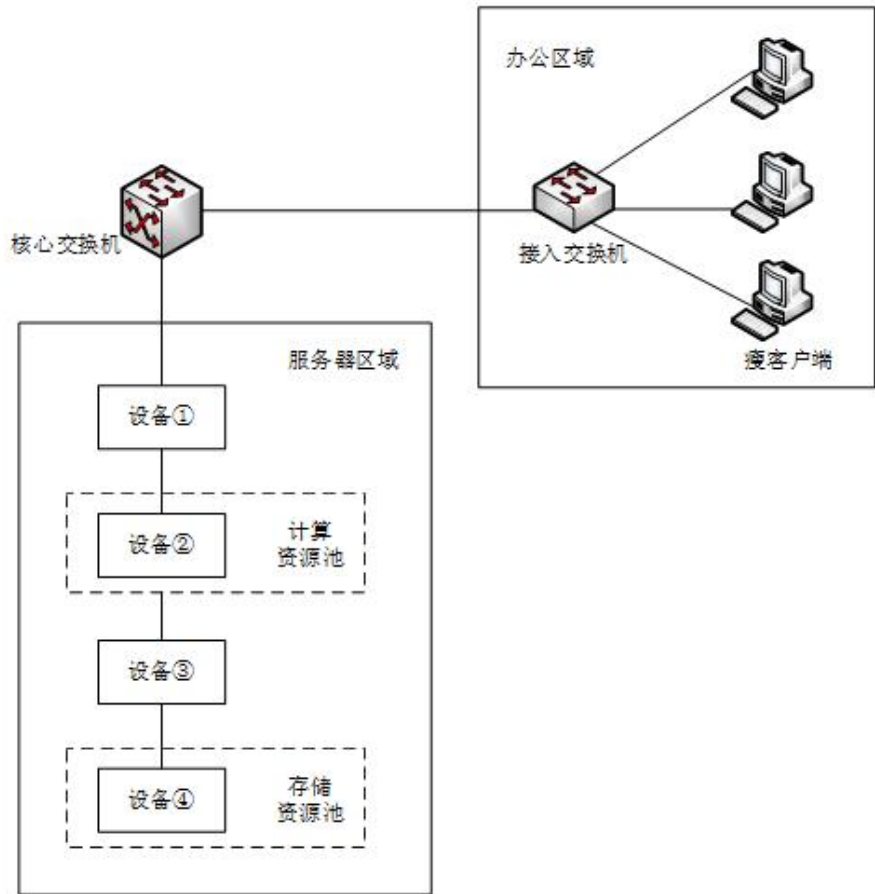 办公区域
核心交换机
接入交换机
瘦客户端
服务器区域
设备①
设备②
计算
资源池
设备③
设备④
存储
资源池